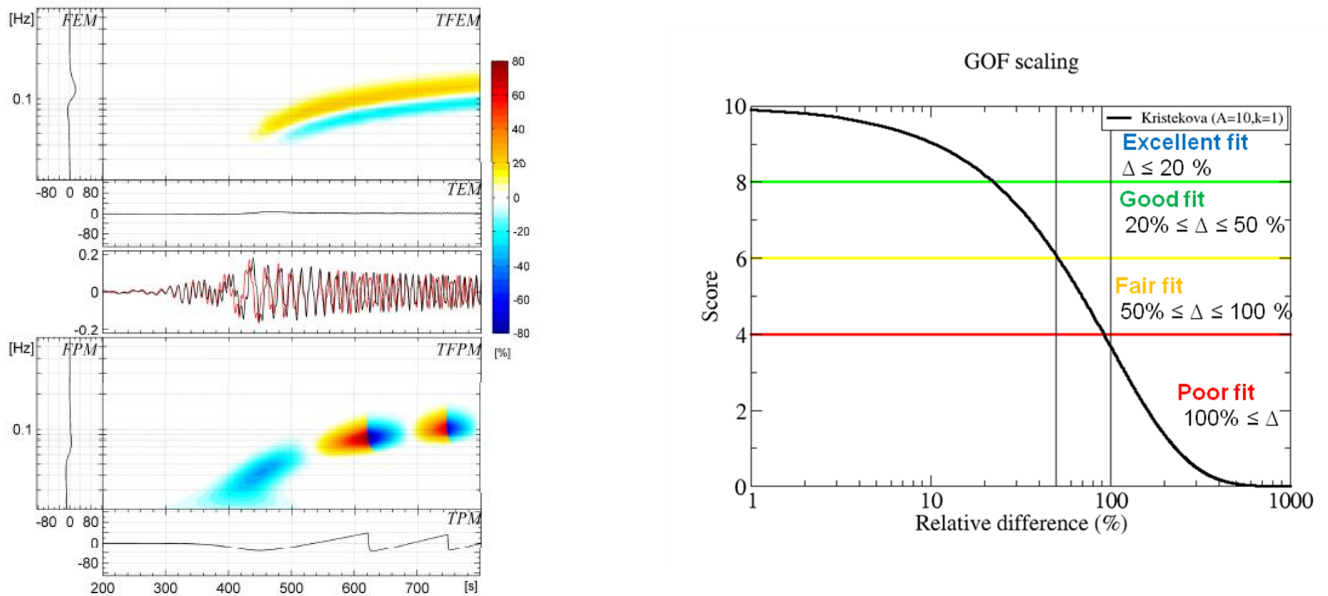 [Hz]
FEM
TFEM
0.1
-80 0 80
TEM
0
-80
0.2
0
-0.2
80
60
40
20
0
-20
-40
-60
-80
[%]
[Hz]
FPM
TFPM
0.1
-80 0 80
TPM
0
-80
200 300 400 500 600 700 [s]
GOF scaling
10
Kristekova (A=10,k=1)
Excellent fit
Δ ≤ 20 %
8
Good fit
20% ≤ Δ ≤ 50 %
6
Fair fit
50% ≤ Δ ≤ 100 %
Score
4
Poor fit
100% ≤ Δ
2
0
1 10 100 1000
Relative difference (%)